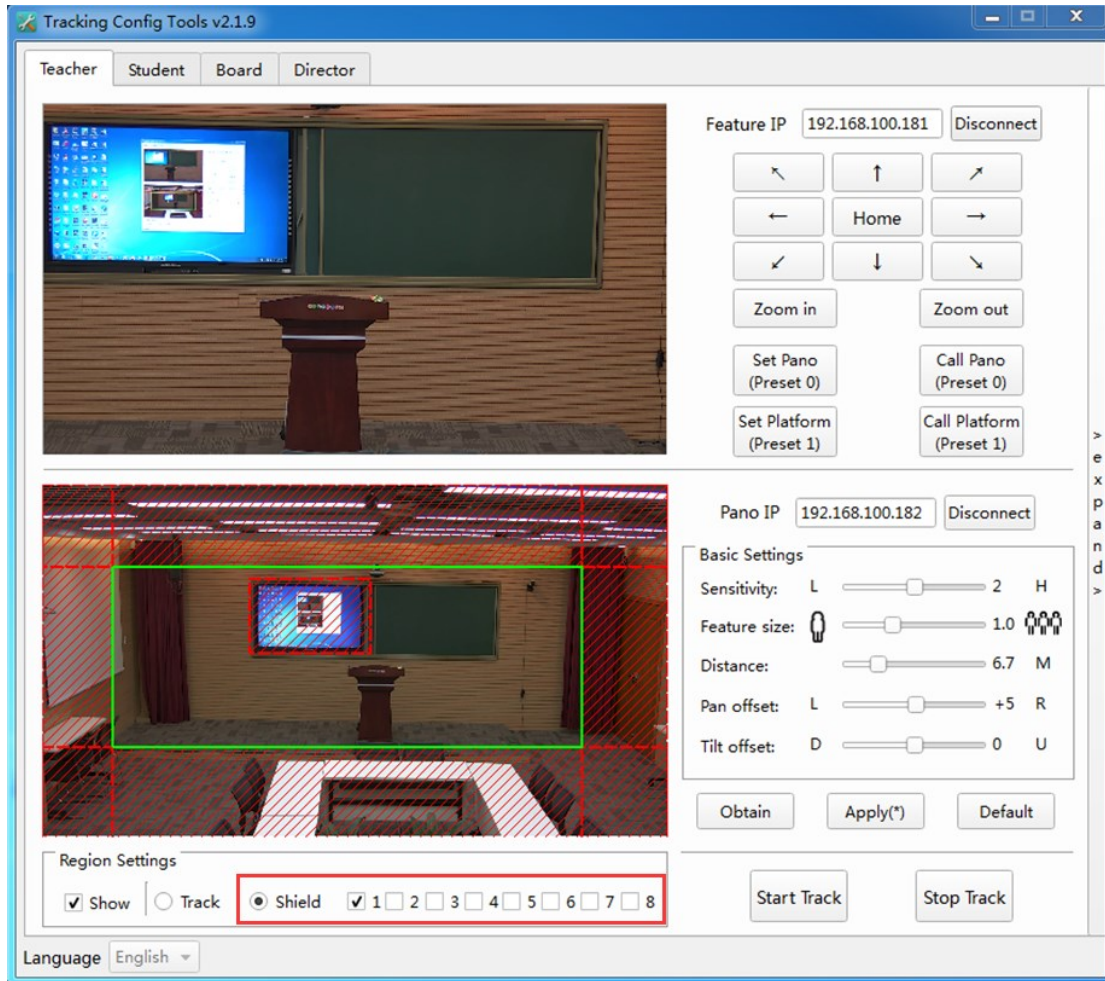 Tracking Config Tools v2.1.9
Teacher Student Board Director
Feature IP 192.168.100.181 Disconnect
↖ ↑ ↗
← Home →
↙ ↓ ↘
Zoom in Zoom out
Set Pano (Preset 0) Call Pano (Preset 0)
Set Platform (Preset 1) Call Platform (Preset 1)
> expand >
Pano IP 192.168.100.182 Disconnect
Basic Settings
Sensitivity: L 2 H
Feature size: 1.0
Distance: 6.7 M
Pan offset: L +5 R
Tilt offset: D 0 U
Obtain Apply(*) Default
Region Settings
Show Track Shield 1 2 3 4 5 6 7 8
Start Track Stop Track
Language English